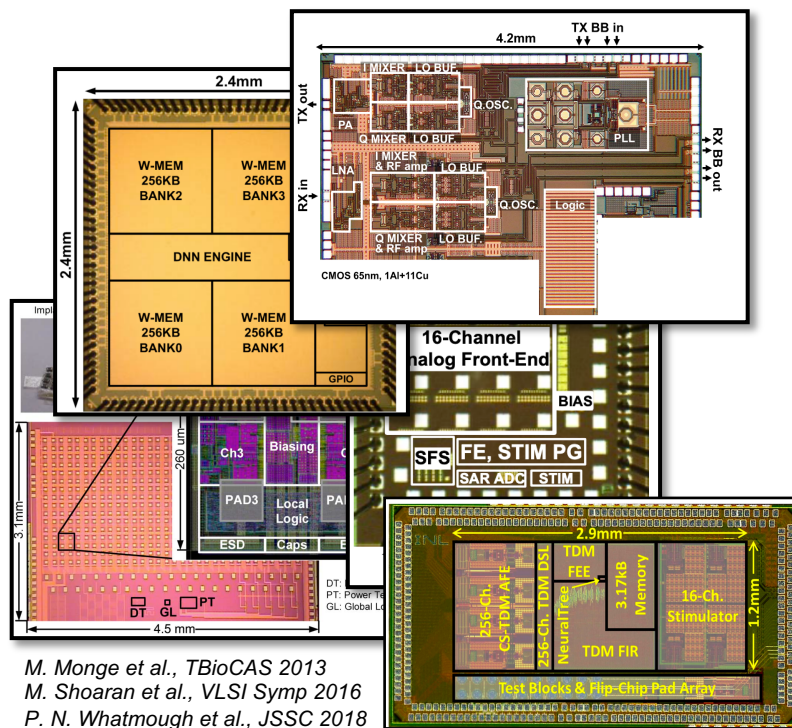 TX BB in
4.2mm
I MIXER LO BUF.
TX out
PA
Q.OSC.
Q MIXER LO BUF.
PLL
RX BB out
I MIXER
& RF amp LO BUF.
LNA
RX in
Q.OSC.
Logic
Q MIXER LO BUF.
& RF amp
CMOS 65nm, 1Al+11Cu
2.4mm
2.4mm
W-MEM
256KB
BANK2
W-MEM
256KB
BANK3
DNN ENGINE
W-MEM
256KB
BANK0
W-MEM
256KB
BANK1
GPIO
16-Channel
nalog Front-End
BIAS
SFS
FE, STIM PG
SAR ADC
STIM
Impl
3.1mm
260 um
Ch3
Biasing
PAD3
Local
Logic
ESD
Caps
DT
GL
PT
4.5 mm
DT:
PT: Power Te
GL: Global Lo
2.9mm
1.2mm
256-Ch.
CS-TDM-AFE
256-Ch. TDM DSL
NeuralTree
TDM
FEE
3.17kB
Memory
16-Ch.
Stimulator
TDM FIR
Test Blocks & Flip-Chip Pad Array
M. Monge et al., TBioCAS 2013
M. Shoaran et al., VLSI Symp 2016
P. N. Whatmough et al., JSSC 2018